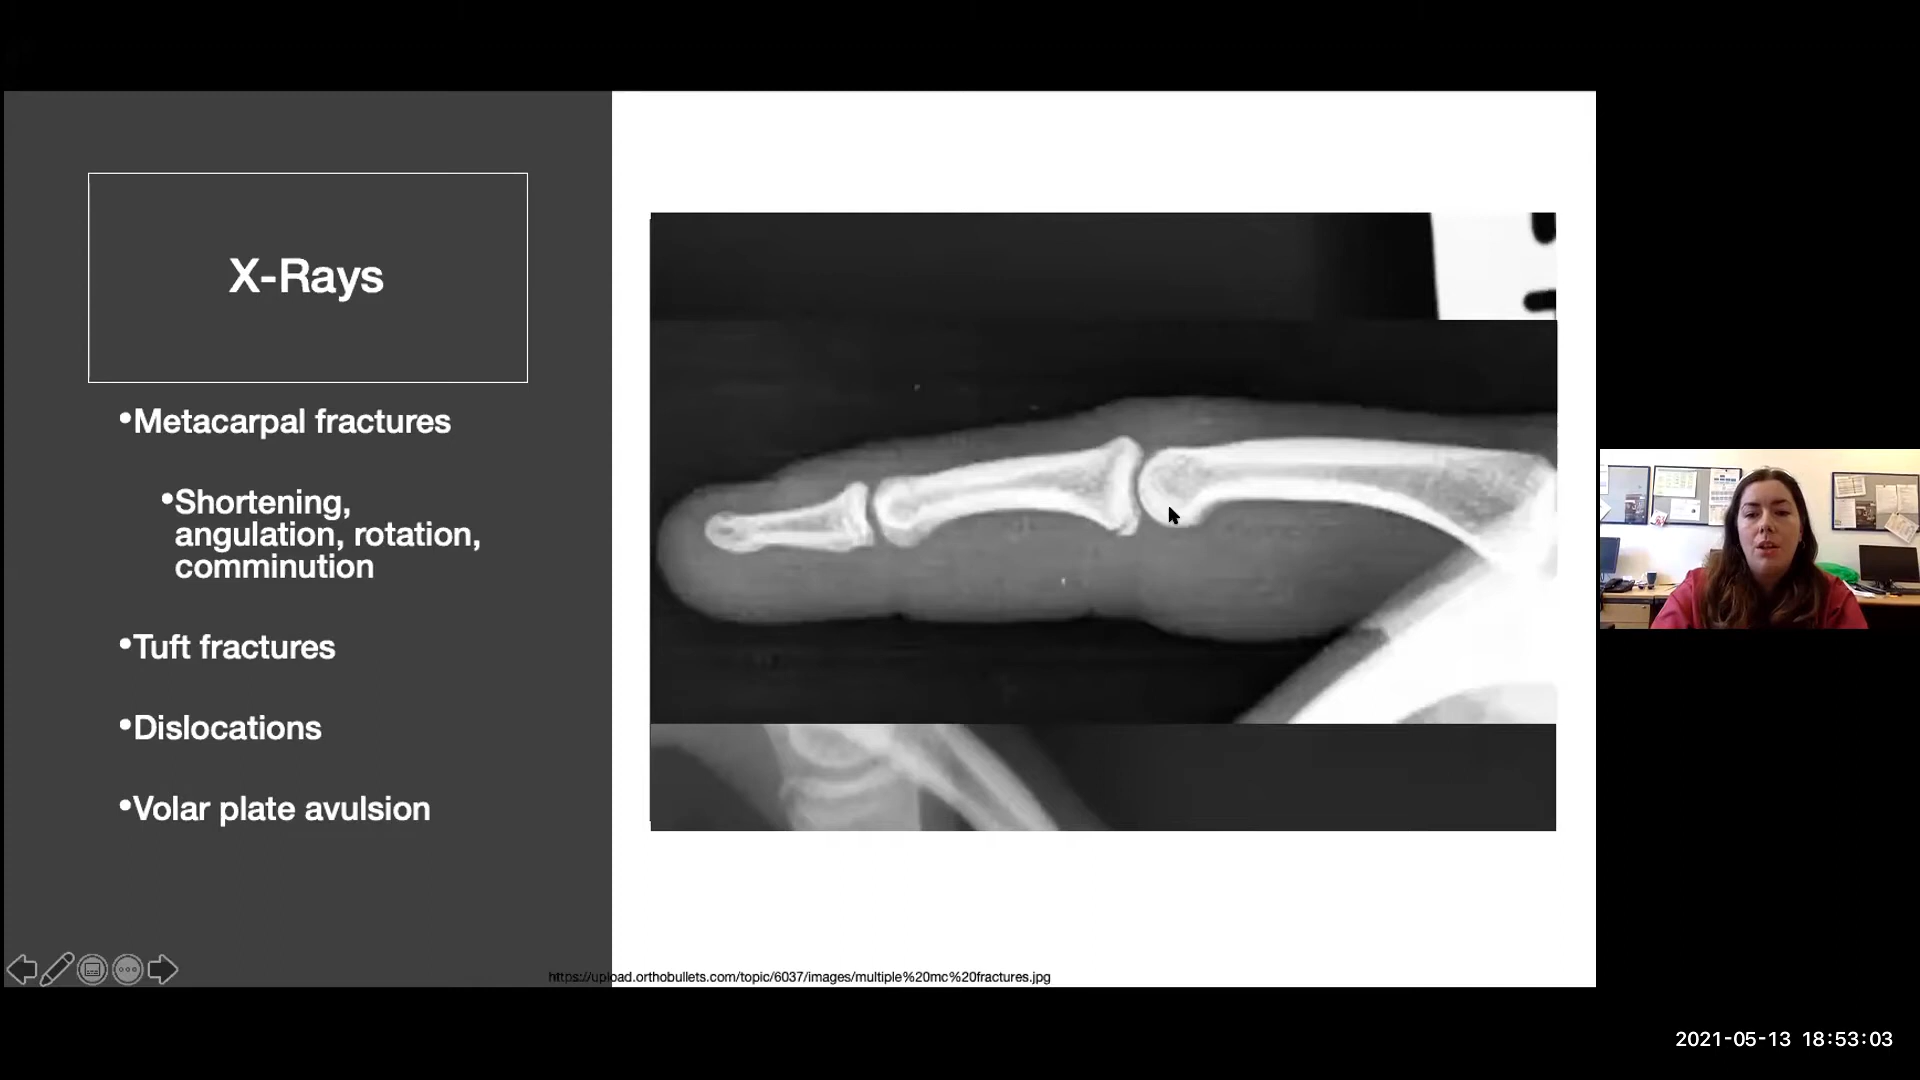 X-Rays
•Metacarpal fractures
•Shortening,
angulation, rotation,
comminution
•Tuft fractures
•Dislocations
•Volar plate avulsion
https://upload.orthobullets.com/topic/6037/images/multiple%20mc%20fractures.jpg
2021-05-13 18:53:03